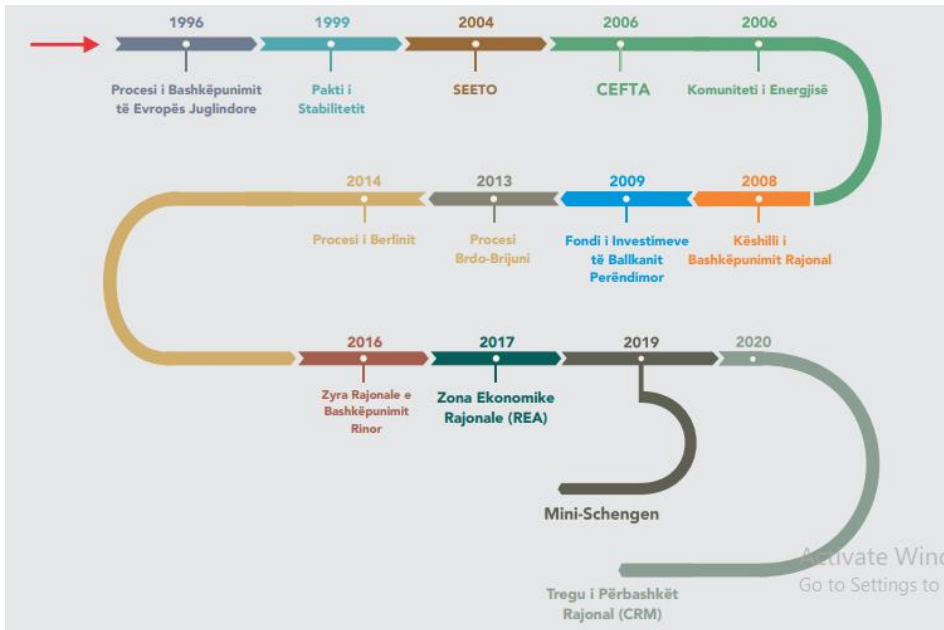 1996
1999
2004
2006
2006
Procesi i Bashkëpunimit
të Evropës Juglindore
Pakti i
Stabilitetit
SEETO
CEFTA
Komuniteti i Energjisë
2014
2013
2009
2008
Procesi i Berlinit
Procesi
Brdo-Brijuni
Fondi i Investimeve
të Ballkanit
Perëndimor
Këshilli i
Bashkëpunimit Rajonal
2016
2017
2019
2020
Zyra Rajonale e
Bashkëpunimit
Rinor
Zona Ekonomike
Rajonale (REA)
Mini-Schengen
Tregu i Përbashkët
Rajonal (CRM)
Activate Wind
Go to Settings to